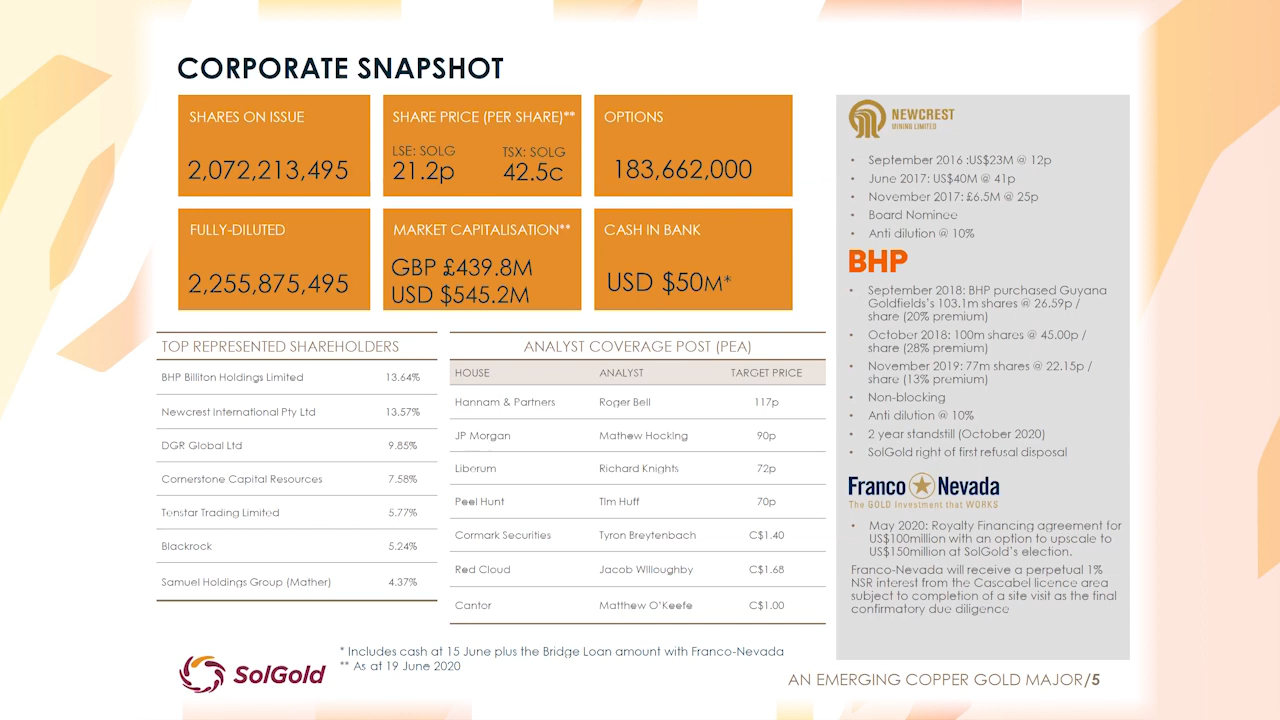 CORPORATE SNAPSHOT
SHARES ON ISSUE
2,072,213,495
SHARE PRICE (PER SHARE)**
LSE: SOLG TSX: SOLG
21.2p 42.5c
OPTIONS
183,662,000
FULLY-DILUTED
2,255,875,495
MARKET CAPITALISATION**
GBP £439.8M
USD $545.2M
CASH IN BANK
USD $50M*
TOP REPRESENTED SHAREHOLDERS
BHP Billiton Holdings Limited 13.64%
Newcrest International Pty Ltd 13.57%
DGR Global Ltd 9.85%
Cornerstone Capital Resources 7.58%
Tenstar Trading Limited 5.77%
Blackrock 5.24%
Samuel Holdings Group (Mather) 4.37%
ANALYST COVERAGE POST (PEA)
HOUSE ANALYST TARGET PRICE
Hannam & Partners Roger Bell 117p
JP Morgan Mathew Hocking 90p
Liberum Richard Knights 72p
Peel Hunt Tim Huff 70p
Cormark Securities Tyron Breytenbach C$1.40
Red Cloud Jacob Willoughby C$1.68
Cantor Matthew O'Keefe C$1.00
NEWCREST
MINING LIMITED
• September 2016 :US$23M @ 12p
• June 2017: US$40M @ 41p
• November 2017: £6.5M @ 25p
• Board Nominee
• Anti dilution @ 10%
BHP
• September 2018: BHP purchased Guyana
Goldfields's 103.1m shares @ 26.59p /
share (20% premium)
• October 2018: 100m shares @ 45.00p /
share (28% premium)
• November 2019: 77m shares @ 22.15p /
share (13% premium)
• Non-blocking
• Anti dilution @ 10%
• 2 year standstill (October 2020)
• SolGold right of first refusal disposal
Franco Nevada
The GOLD Investment that WORKS
• May 2020: Royalty Financing agreement for
US$100million with an option to upscale to
US$150million at SolGold's election.
Franco-Nevada will receive a perpetual 1%
NSR interest from the Cascabel licence area
subject to completion of a site visit as the final
confirmatory due diligence
SolGold
* Includes cash at 15 June plus the Bridge Loan amount with Franco-Nevada
** As at 19 June 2020
AN EMERGING COPPER GOLD MAJOR/5